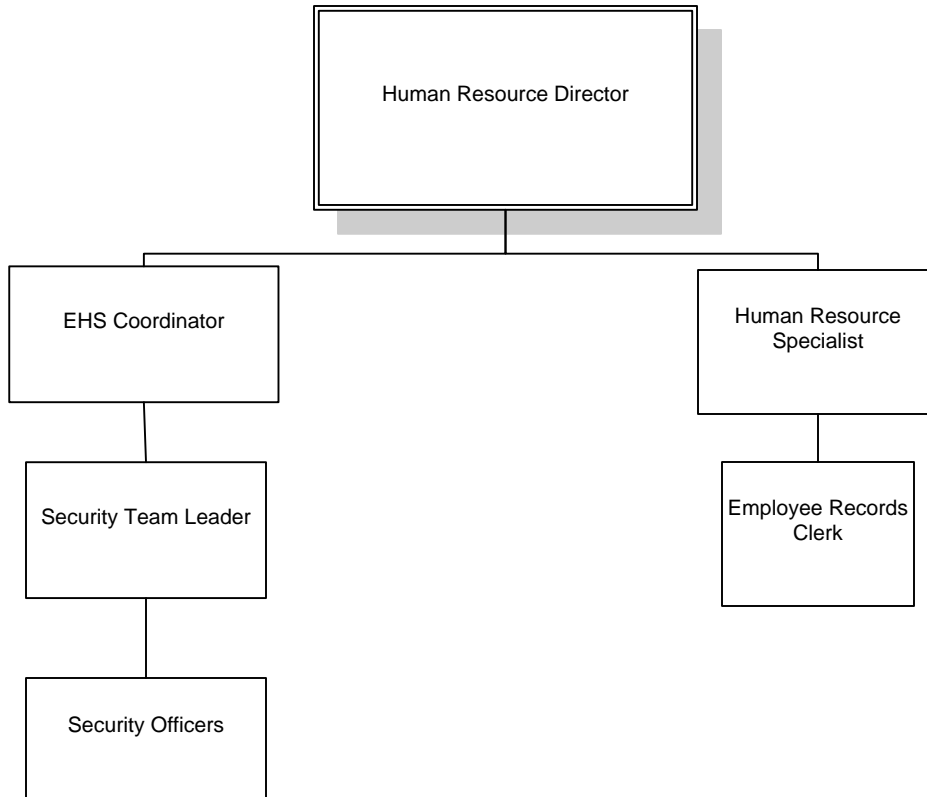 Human Resource Director
EHS Coordinator
Human Resource
Specialist
Security Team Leader
Employee Records
Clerk
Security Officers